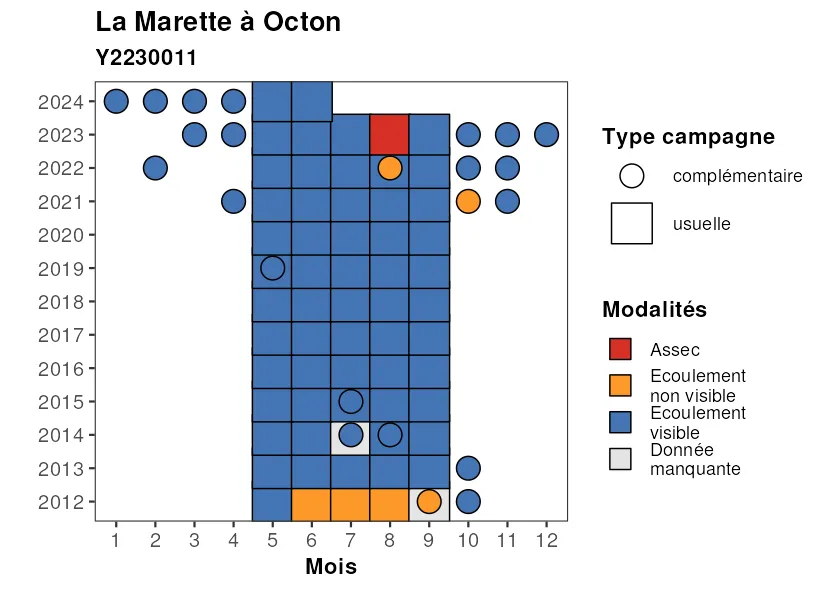 La Marette à Octon
Y2230011
2024
2023
2022
2021
2020
2019
2018
2017
2016
2015
2014
2013
2012
1 2 3 4 5 6 7 8 9 10 11 12
Mois
Type campagne
complémentaire
usuelle
Modalités
Assec
Ecoulement
non visible
Ecoulement
visible
Donnée
manquante